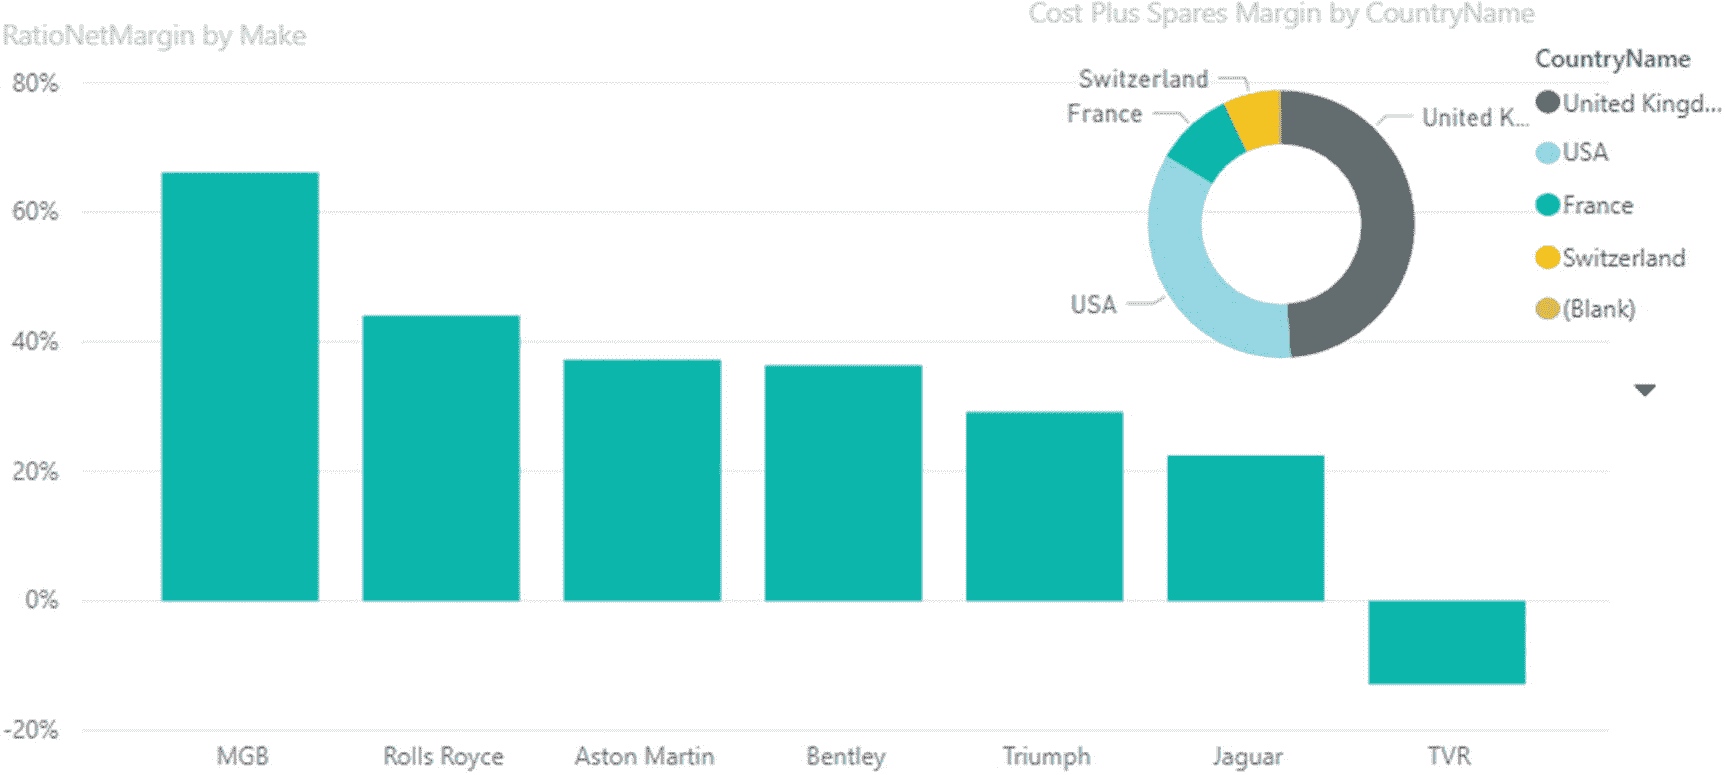 RatioNetMargin by Make
80%
60%
40%
20%
0%
-20%
MGB
Rolls Royce
Aston Martin
Bentley
Triumph
Jaguar
TVR
Cost Plus Spares Margin by CountryName
Switzerland
France
United K...
USA
CountryName
United Kingd...
USA
France
Switzerland
(Blank)